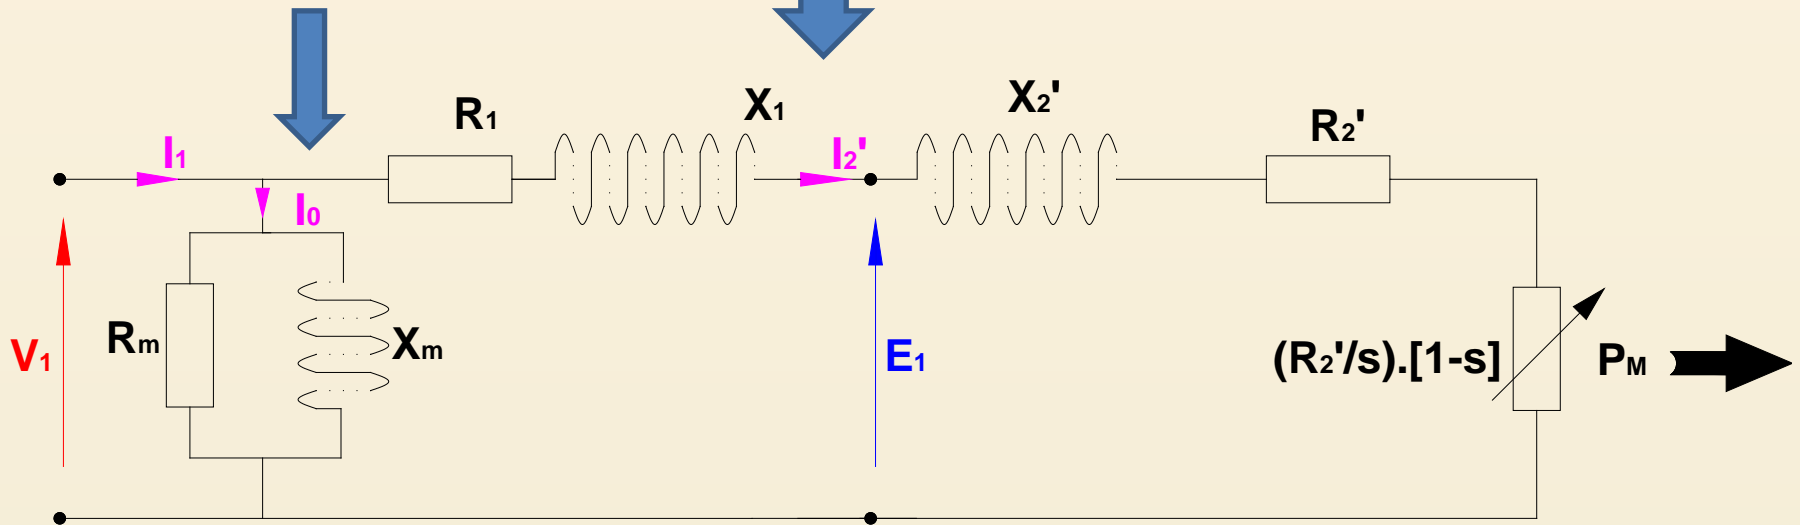 R₁
X₁
X₂'
R₂'
I₁
I₂'
I₀
V₁
Rm
Xm
E₁
(R₂'/s).[1-s]
PM